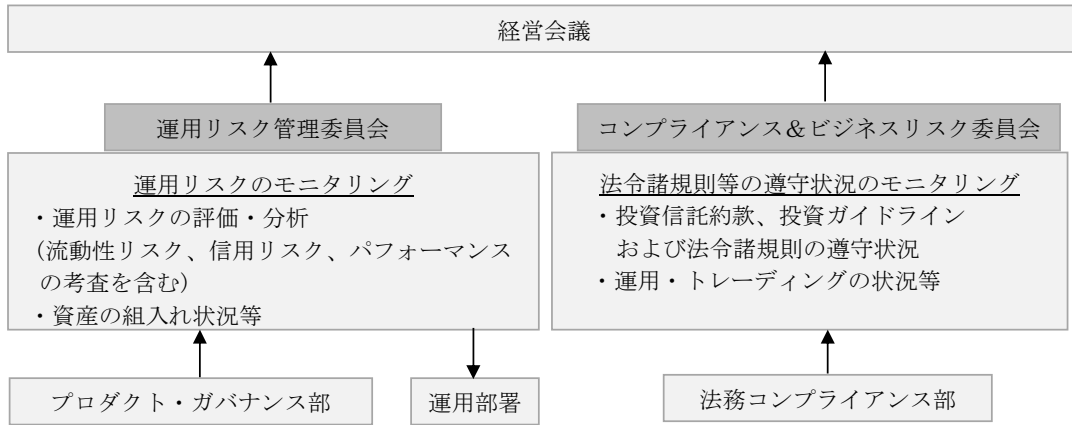 経営会議
運用リスク管理委員会
運用リスクのモニタリング
・運用リスクの評価・分析
(流動性リスク、信用リスク、パフォーマンス
の考査を含む)
・資産の組入れ状況等
プロダクト・ガバナンス部
運用部署
コンプライアンス＆ビジネスリスク委員会
法令諸規則等の遵守状況のモニタリング
・投資信託約款、投資ガイドライン
および法令諸規則の遵守状況
・運用・トレーディングの状況等
法務コンプライアンス部